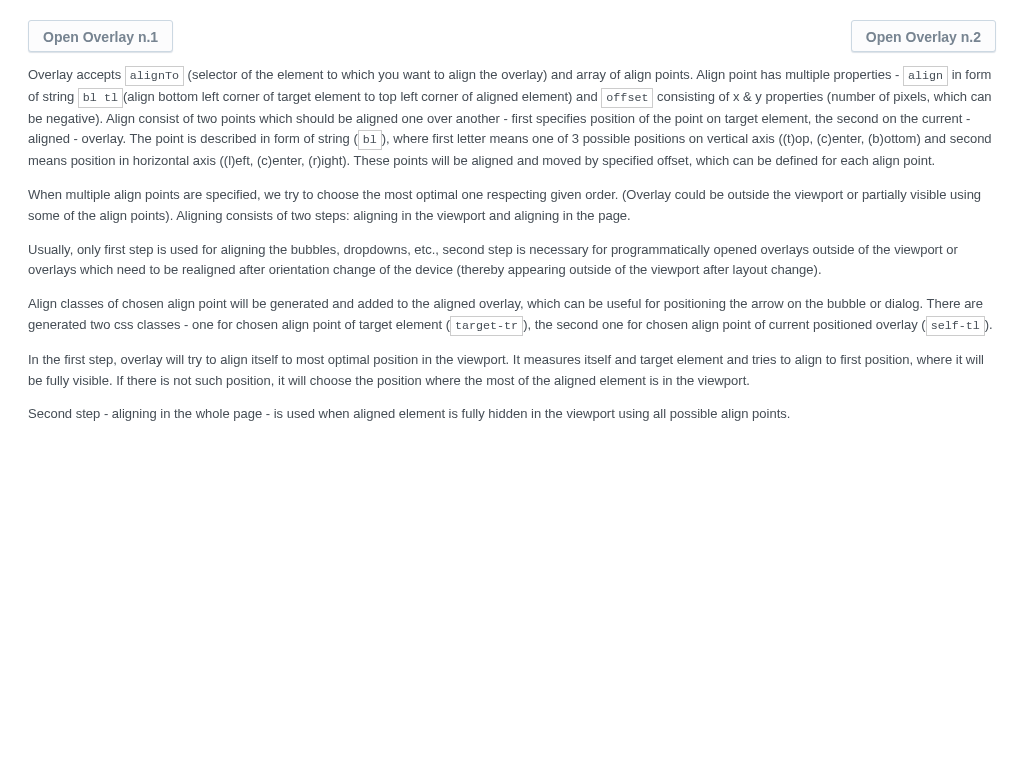 Open Overlay n.1
Open Overlay n.2
Overlay accepts alignTo (selector of the element to which you want to align the overlay) and array of align points. Align point has multiple properties - align in form
of string bl tl (align bottom left corner of target element to top left corner of aligned element) and offset consisting of x & y properties (number of pixels, which can
be negative). Align consist of two points which should be aligned one over another - first specifies position of the point on target element, the second on the current -
aligned - overlay. The point is described in form of string ( bl ), where first letter means one of 3 possible positions on vertical axis ((t)op, (c)enter, (b)ottom) and second
means position in horizontal axis ((l)eft, (c)enter, (r)ight). These points will be aligned and moved by specified offset, which can be defined for each align point.
When multiple align points are specified, we try to choose the most optimal one respecting given order. (Overlay could be outside the viewport or partially visible using
some of the align points). Aligning consists of two steps: aligning in the viewport and aligning in the page.
Usually, only first step is used for aligning the bubbles, dropdowns, etc., second step is necessary for programmatically opened overlays outside of the viewport or
overlays which need to be realigned after orientation change of the device (thereby appearing outside of the viewport after layout change).
Align classes of chosen align point will be generated and added to the aligned overlay, which can be useful for positioning the arrow on the bubble or dialog. There are
generated two css classes - one for chosen align point of target element ( target-tr ), the second one for chosen align point of current positioned overlay ( self-tl ).
In the first step, overlay will try to align itself to most optimal position in the viewport. It measures itself and target element and tries to align to first position, where it will
be fully visible. If there is not such position, it will choose the position where the most of the aligned element is in the viewport.
Second step - aligning in the whole page - is used when aligned element is fully hidden in the viewport using all possible align points.